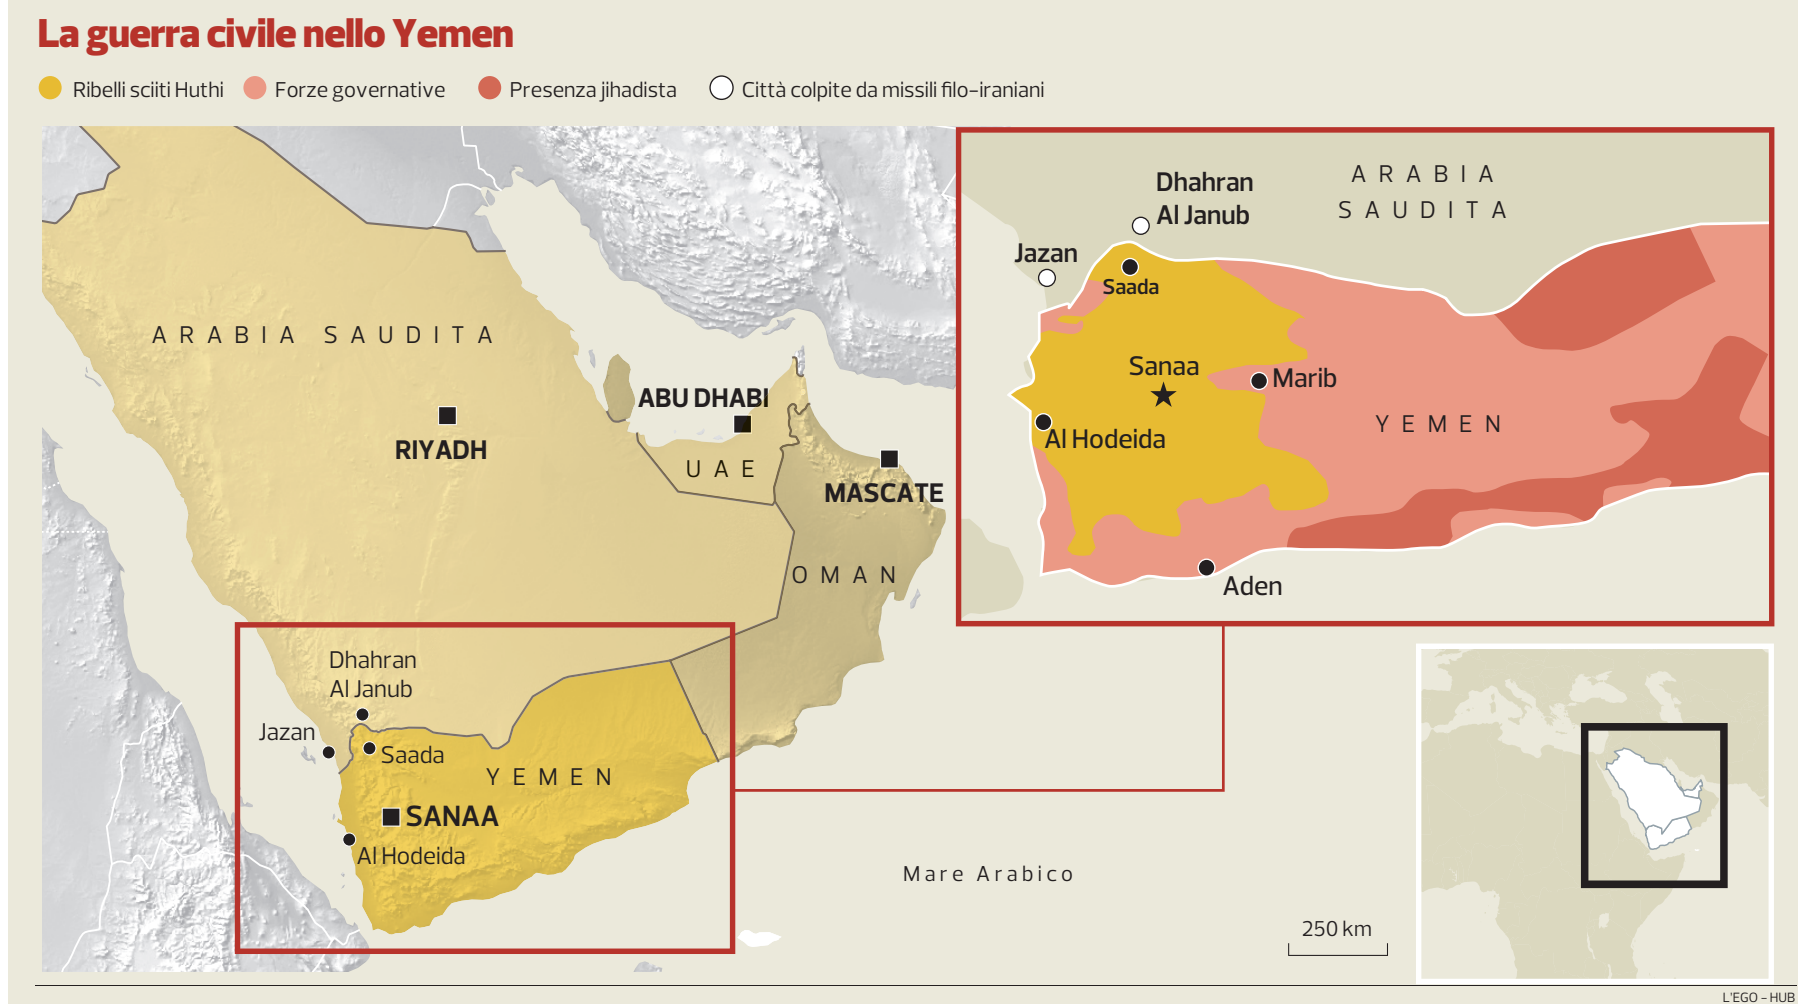 La guerra civile nello Yemen
Ribelli sciiti Huthi
Forze governative
Presenza jihadista
Città colpite da missili filo-iraniani
ARABIA SAUDITA
RIYADH
ABU DHABI
UAE
MASCATE
OMAN
Dhahran
Al Janub
Jazan
Saada
YEMEN
SANAA
Al Hodeida
Mare Arabico
ARABIA
SAUDITA
Dhahran
Al Janub
Jazan
Saada
Sanaa
Marib
YEMEN
Al Hodeida
Aden
250 km
L'EGO - HUB